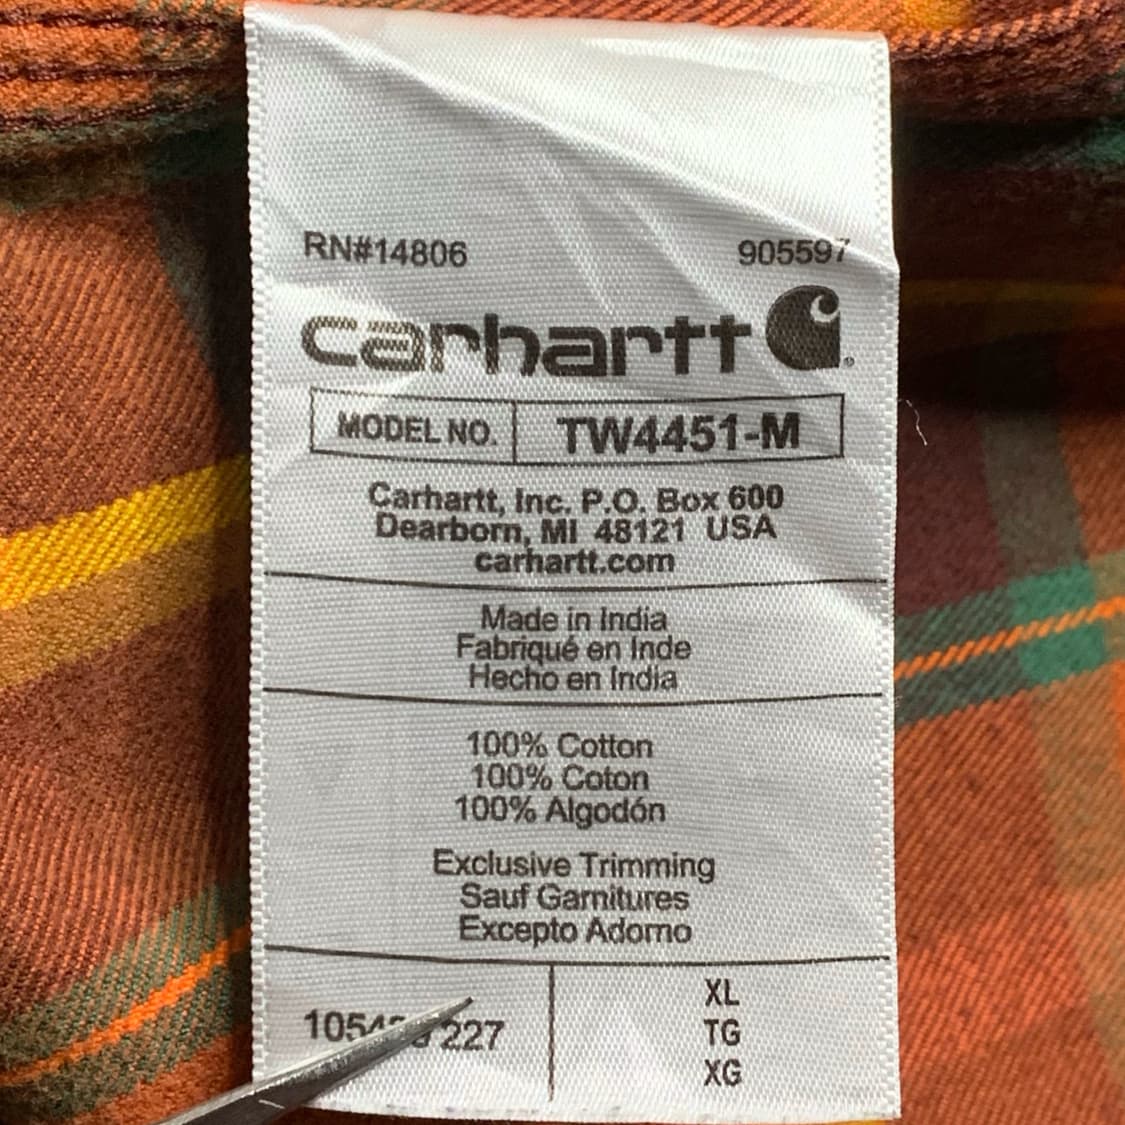 RN#14806 905597
carhartt
MODEL NO. TW4451-M
Carhartt, Inc. P.O. Box 600
Dearborn, MI 48121 USA
carhartt.com
Made in India
Fabriqué en Inde
Hecho en India
100% Cotton
100% Coton
100% Algodón
Exclusive Trimming
Sauf Garnitures
Excepto Adorno
XL
227 TG
XG